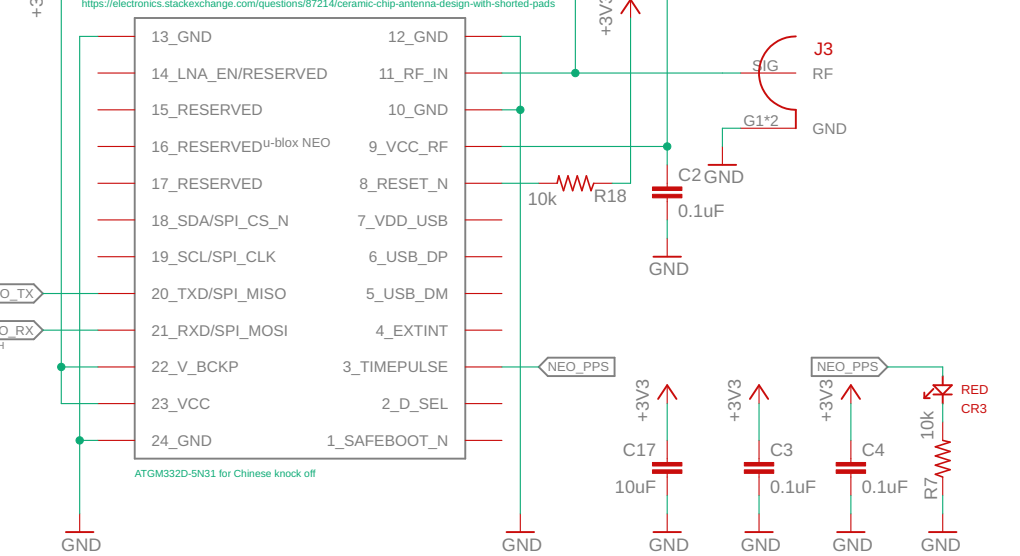 https://electronics.stackexchange.com/questions/87214/ceramic-chip-antenna-design-with-shorted-pads
+3V3
+3V3
13_GND
14_LNA_EN/RESERVED
15_RESERVED
16_RESERVED
u-blox NEO
17_RESERVED
18_SDA/SPI_CS_N
19_SCL/SPI_CLK
20_TXD/SPI_MISO
21_RXD/SPI_MOSI
22_V_BCKP
23_VCC
24_GND
12_GND
11_RF_IN
10_GND
9_VCC_RF
8_RESET_N
7_VDD_USB
6_USB_DP
5_USB_DM
4_EXTINT
3_TIMEPULSE
2_D_SEL
1_SAFEBOOT_N
O_TX
O_RX
ATGM332D-5N31 for Chinese knock off
GND
GND
10k
R18
C2
0.1uF
GND
J3
SIG
RF
G1*2
GND
GND
NEO_PPS
NEO_PPS
+3V3
C17
10uF
GND
+3V3
C3
0.1uF
GND
+3V3
C4
0.1uF
GND
RED
CR3
10k
R7
GND